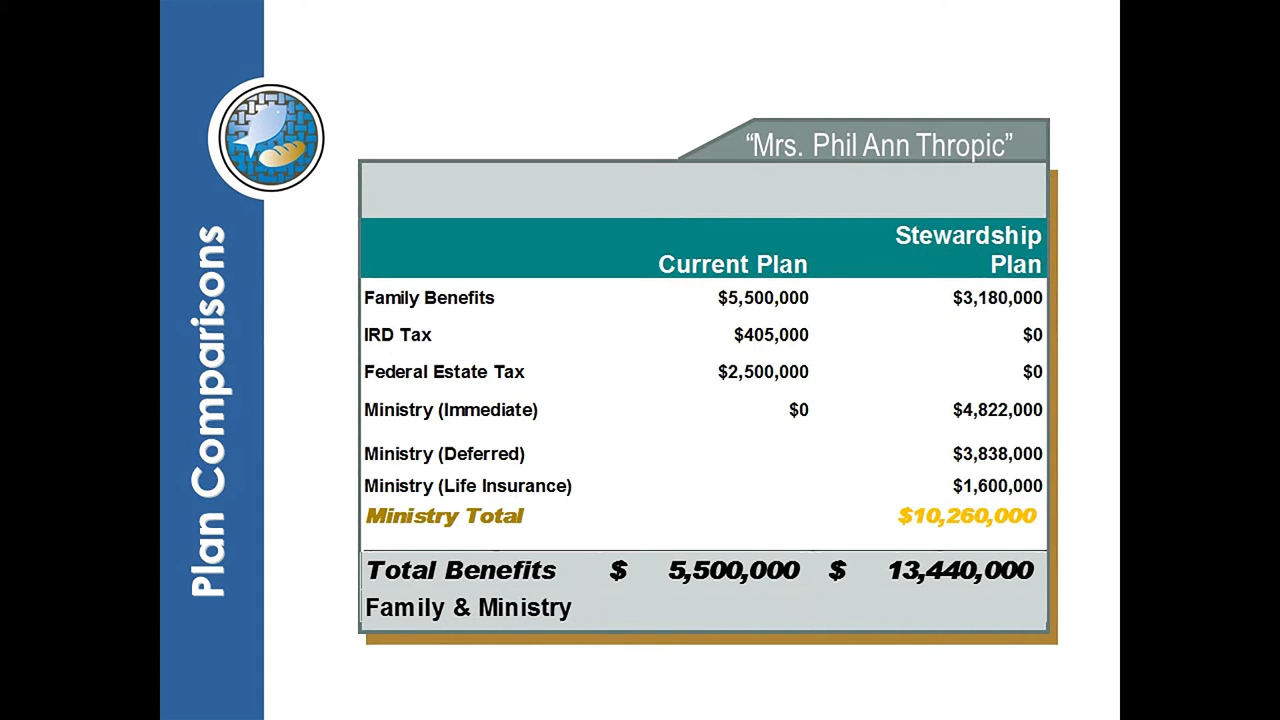 Plan Comparisons
“Mrs. Phil Ann Thropic”
Stewardship
Current Plan Plan
Family Benefits $5,500,000 $3,180,000
IRD Tax $405,000 $0
Federal Estate Tax $2,500,000 $0
Ministry (Immediate) $0 $4,822,000
Ministry (Deferred) $3,838,000
Ministry (Life Insurance) $1,600,000
Ministry Total $10,260,000
Total Benefits $ 5,500,000 $ 13,440,000
Family & Ministry